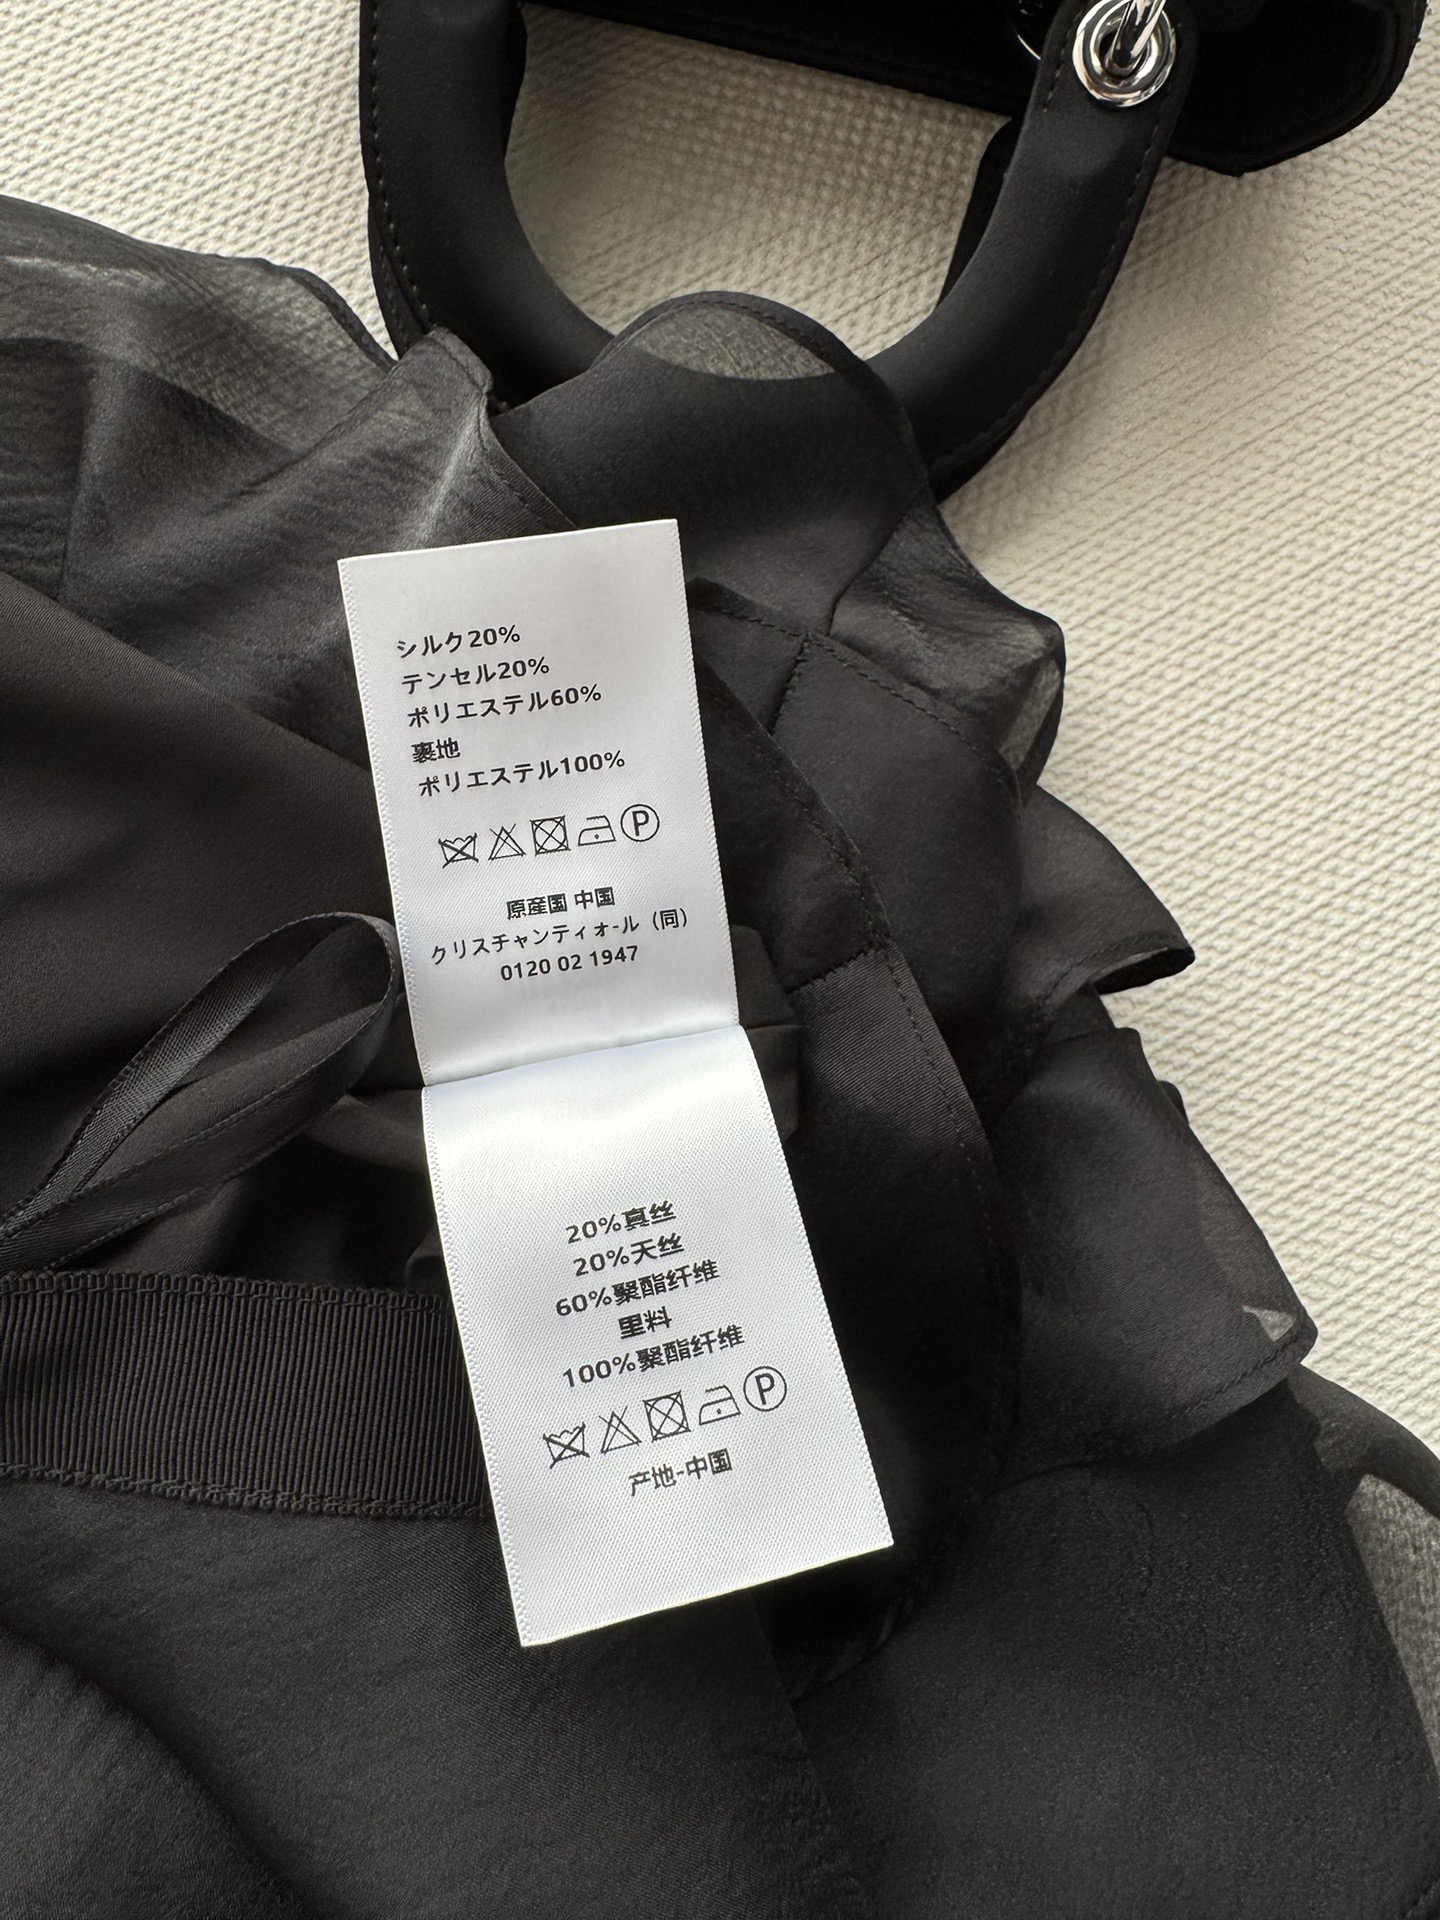 シルク20%
テンセル20%
ポリエステル60%
裏地
ポリエステル100%
P
原産国 中国
クリスチャンディオール（同）
0120 02 1947
20%真丝
20%天丝
60%聚酯纤维
里料
100%聚酯纤维
P
产地-中国